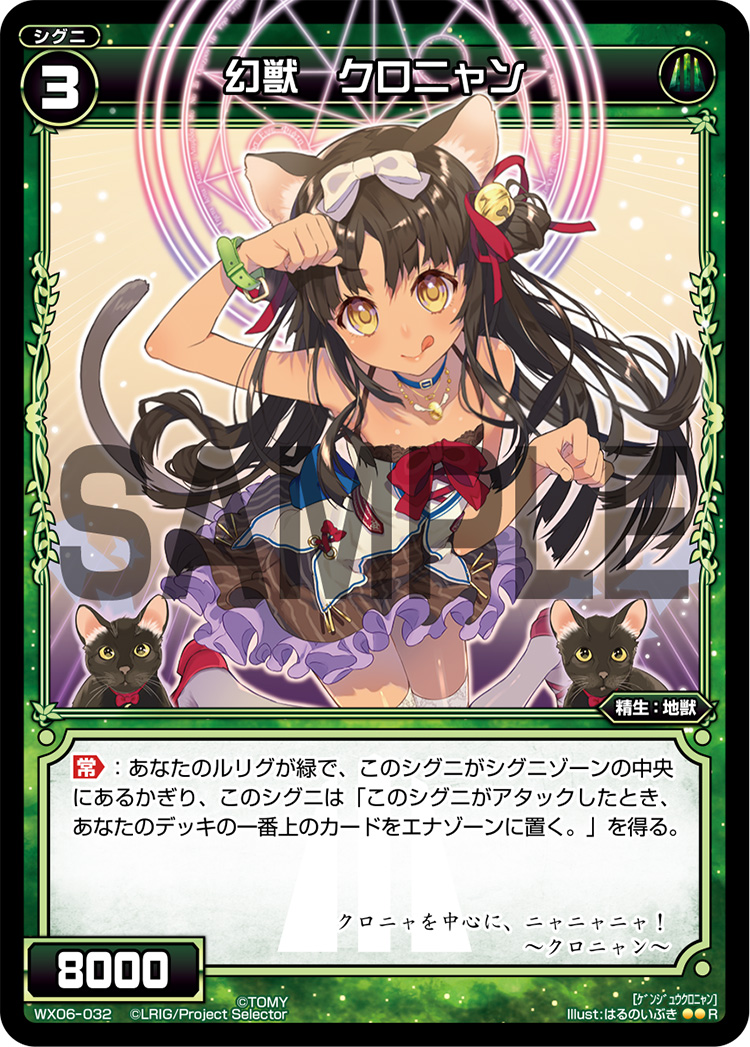 シグニ
3
幻獣　クロニャン
SAMPLE
精生：地獣
常：あなたのルリグが緑で、このシグニがシグニゾーンの中央
にあるかぎり、このシグニは「このシグニがアタックしたとき、
あなたのデッキの一番上のカードをエナゾーンに置く。」を得る。
クロニャを中心に、ニャニャニャ！
～クロニャン～
8000
©TOMY
[ゲンジュウクロニャン]
WX06-032 ©LRIG/Project Selector
Illust:はるのいぶき R